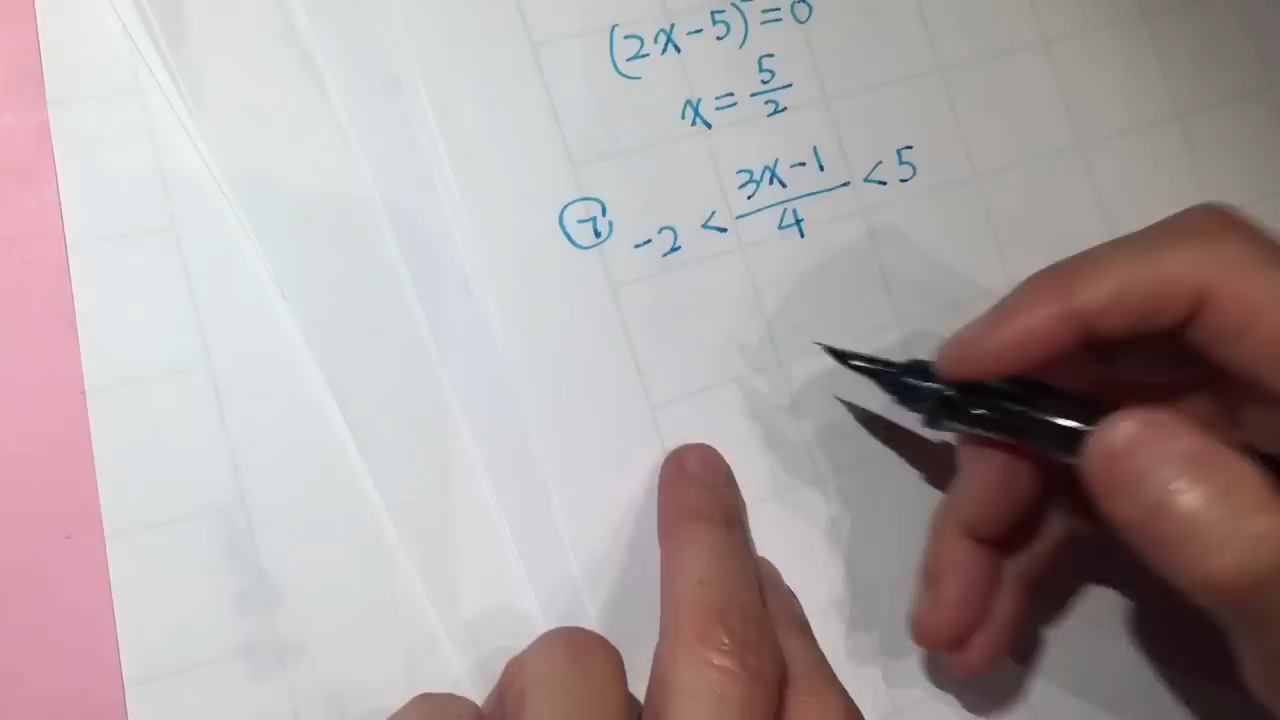 (2x-5)=0
x=5/2
⑦ -2<(3x-1)/4<5